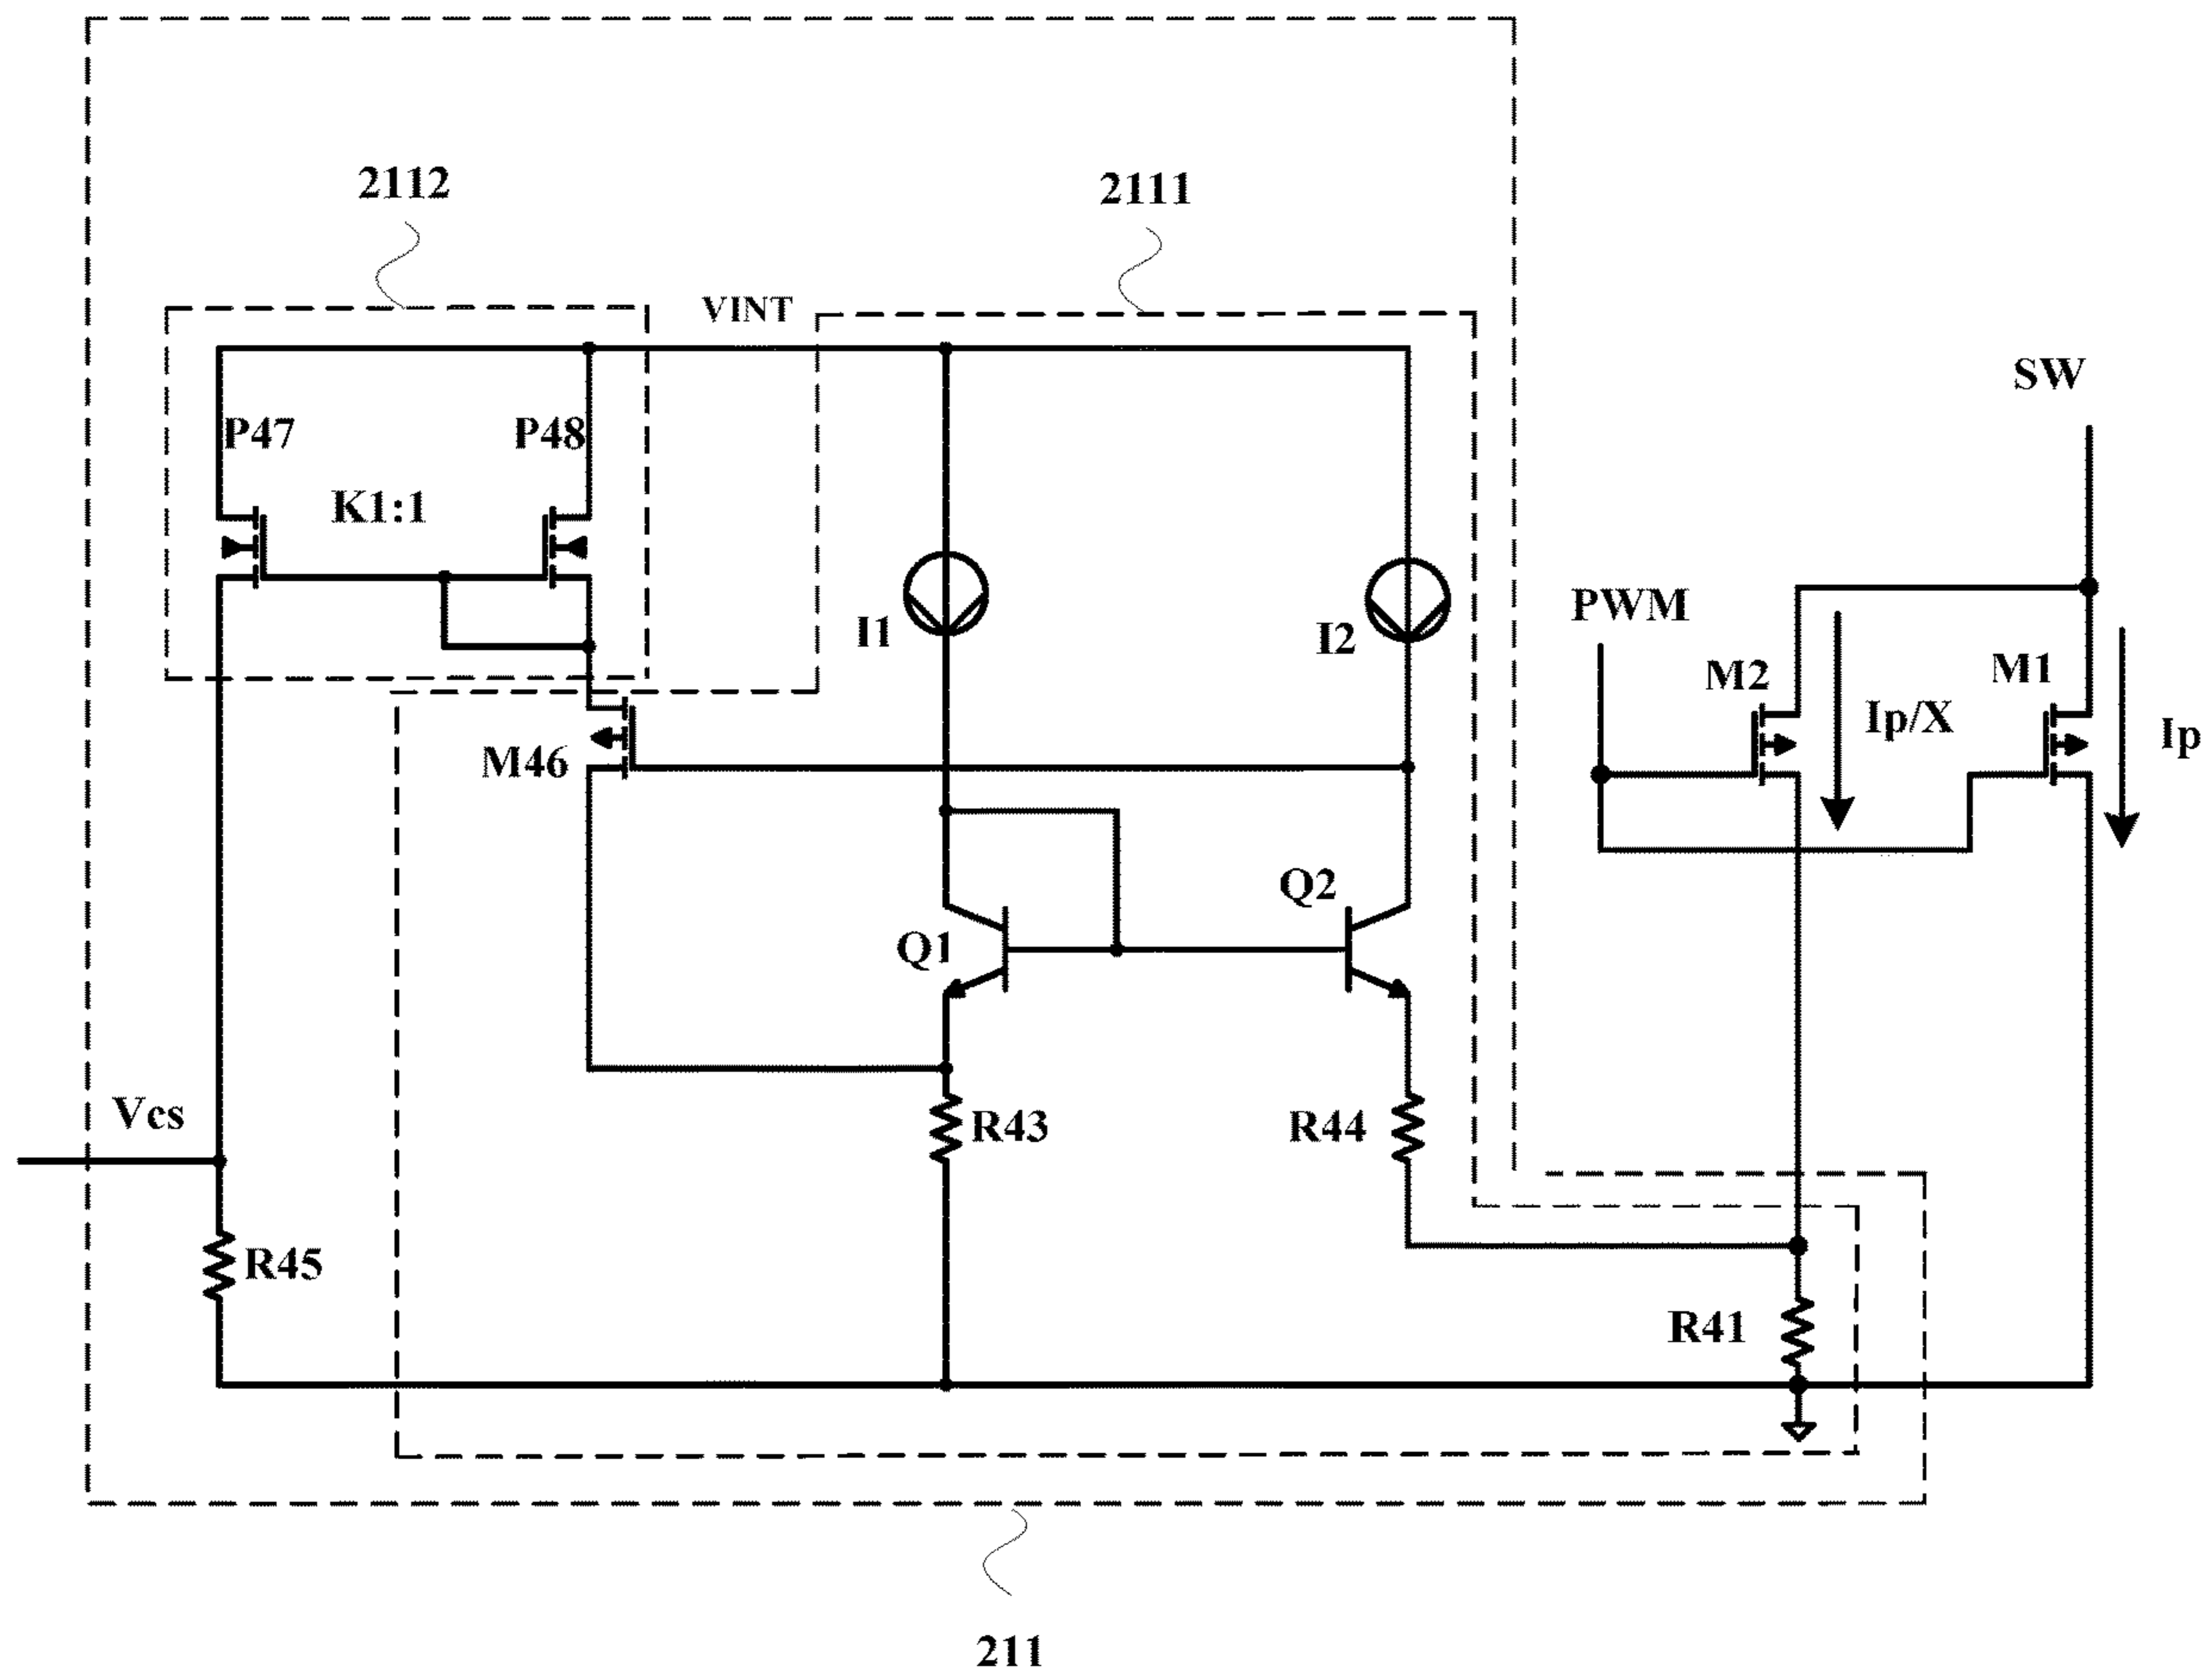 2112
2111
VINT
SW
P47
P48
K1:1
PWM
I1
I2
M2
M1
Ip/X
Ip
M46
Q2
Q1
Vcs
R43
R44
R45
R41
211